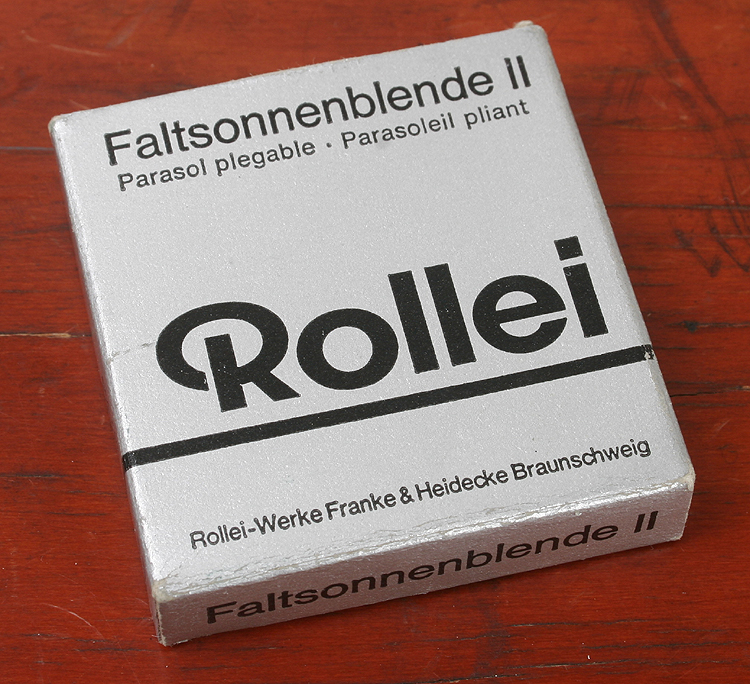 Faltsonnenblende II
Parasol plegable · Parasoleil pliant
Rollei
Rollei-Werke Franke & Heidecke Braunschweig
Faltsonnenblende II